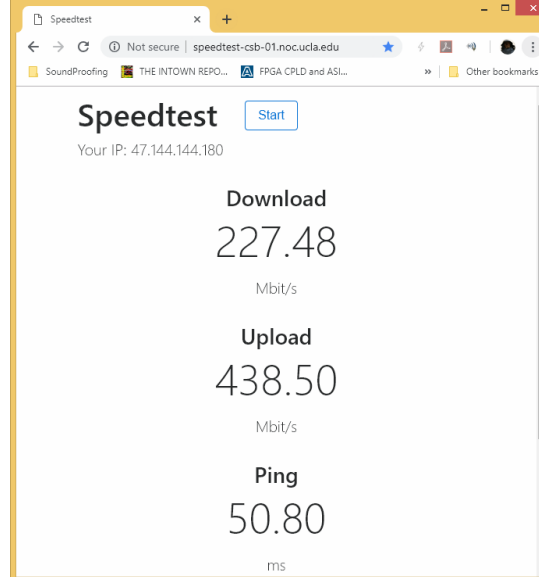 Speedtest
Not secure | speedtest-csb-01.noc.ucla.edu
SoundProofing THE INTOWN REPO... FPGA CPLD and ASI... » Other bookmarks
Speedtest Start
Your IP: 47.144.144.180
Download
227.48
Mbit/s
Upload
438.50
Mbit/s
Ping
50.80
ms